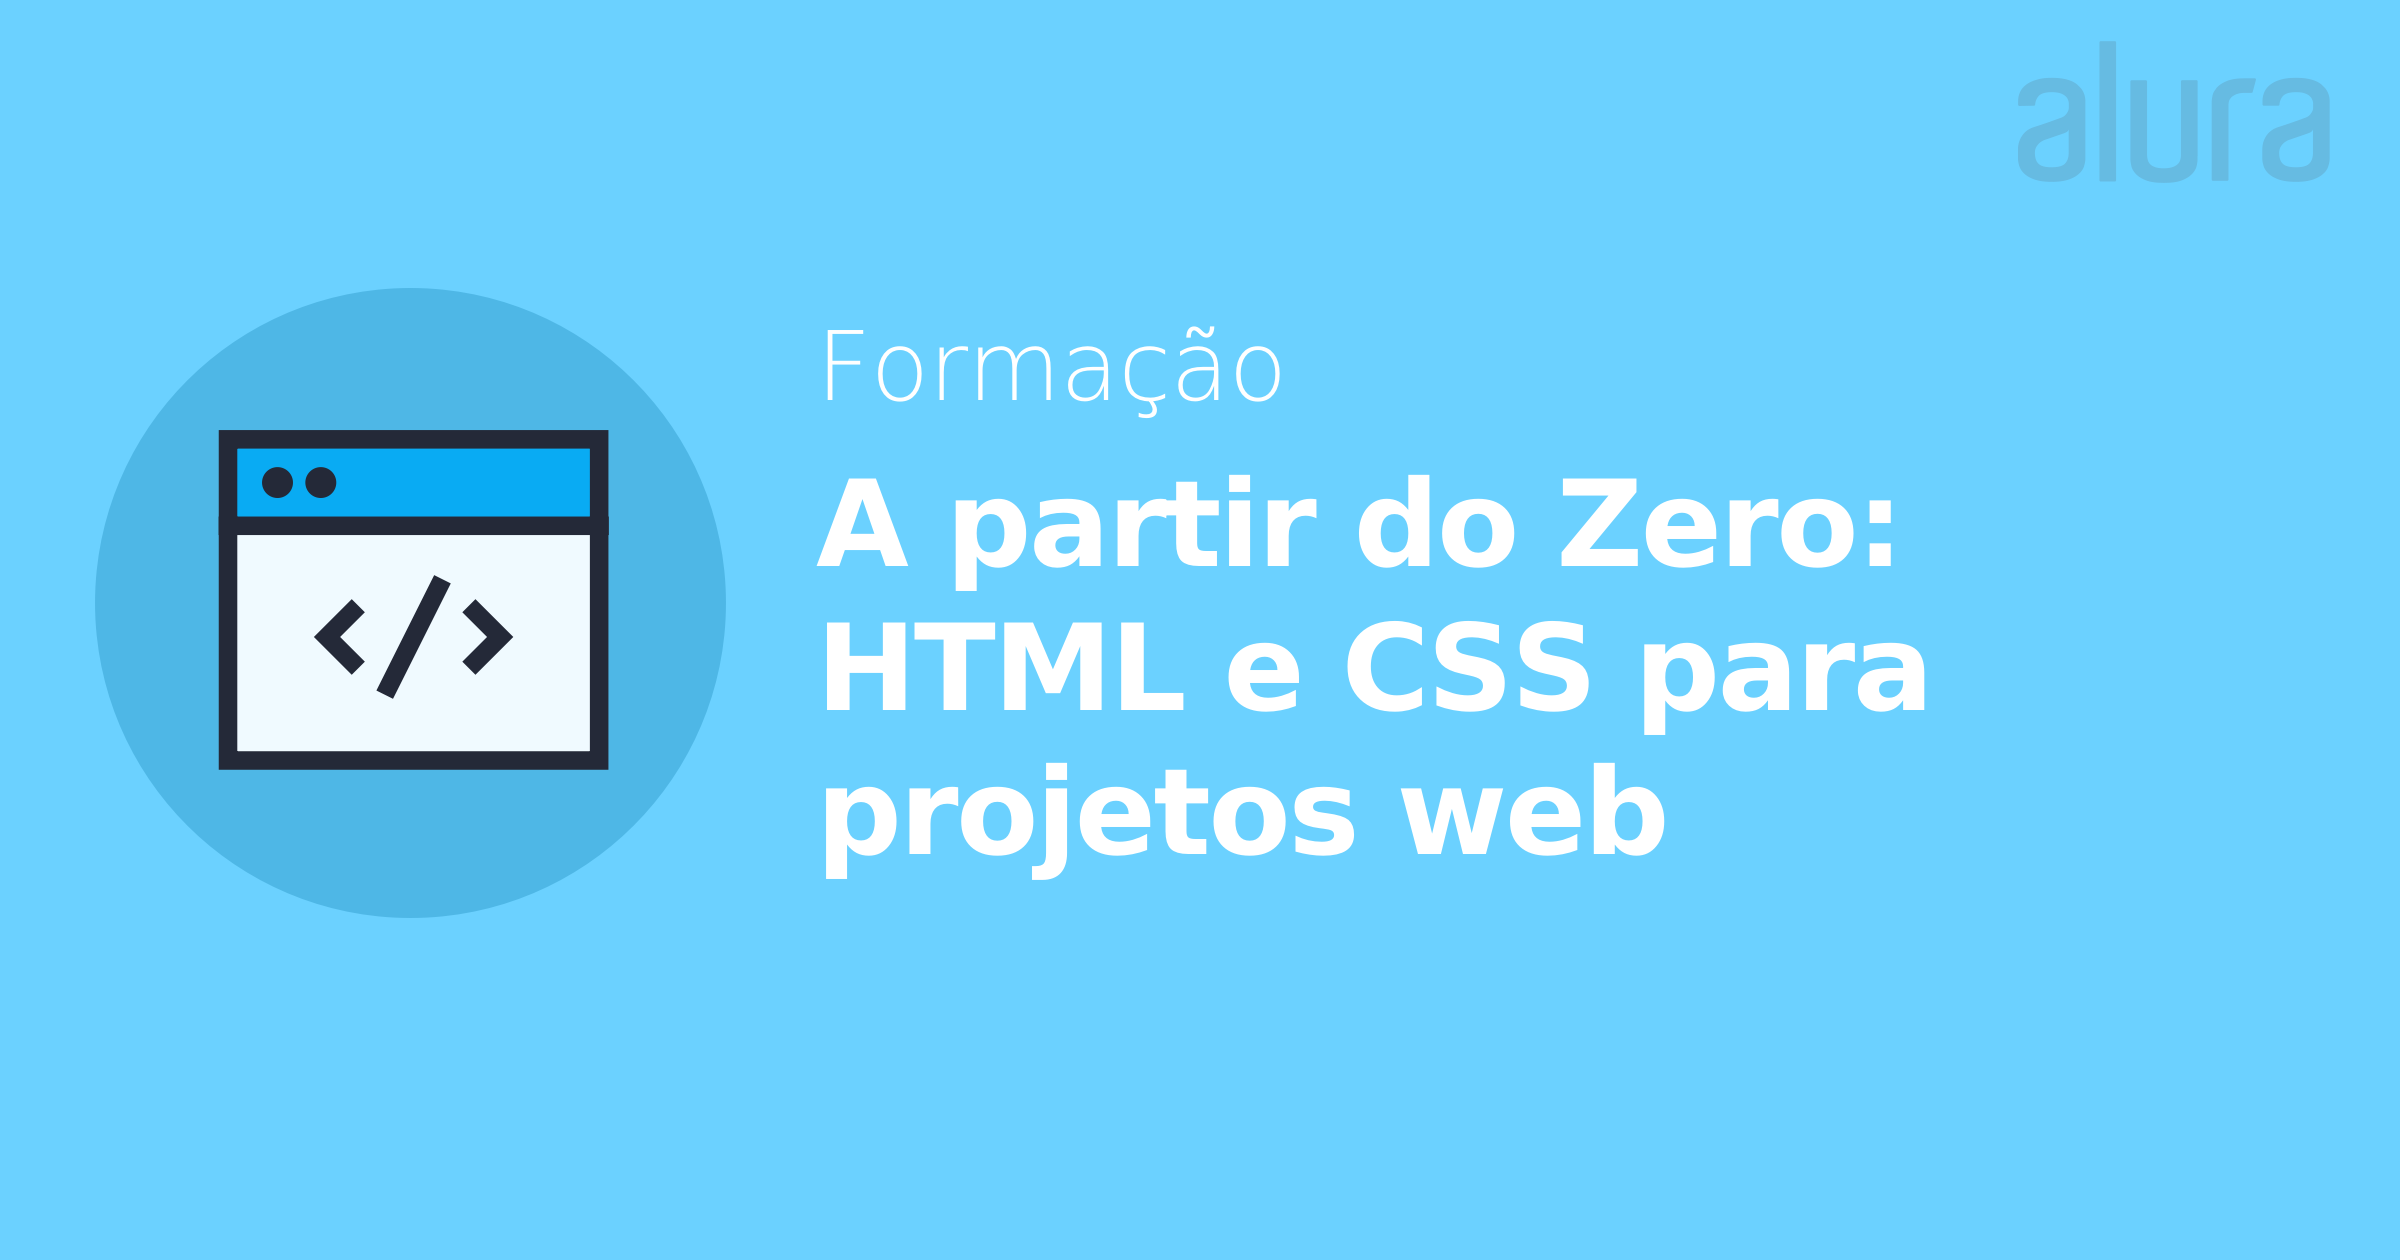 alura
Formação
A partir do Zero:
HTML e CSS para
projetos web
</>